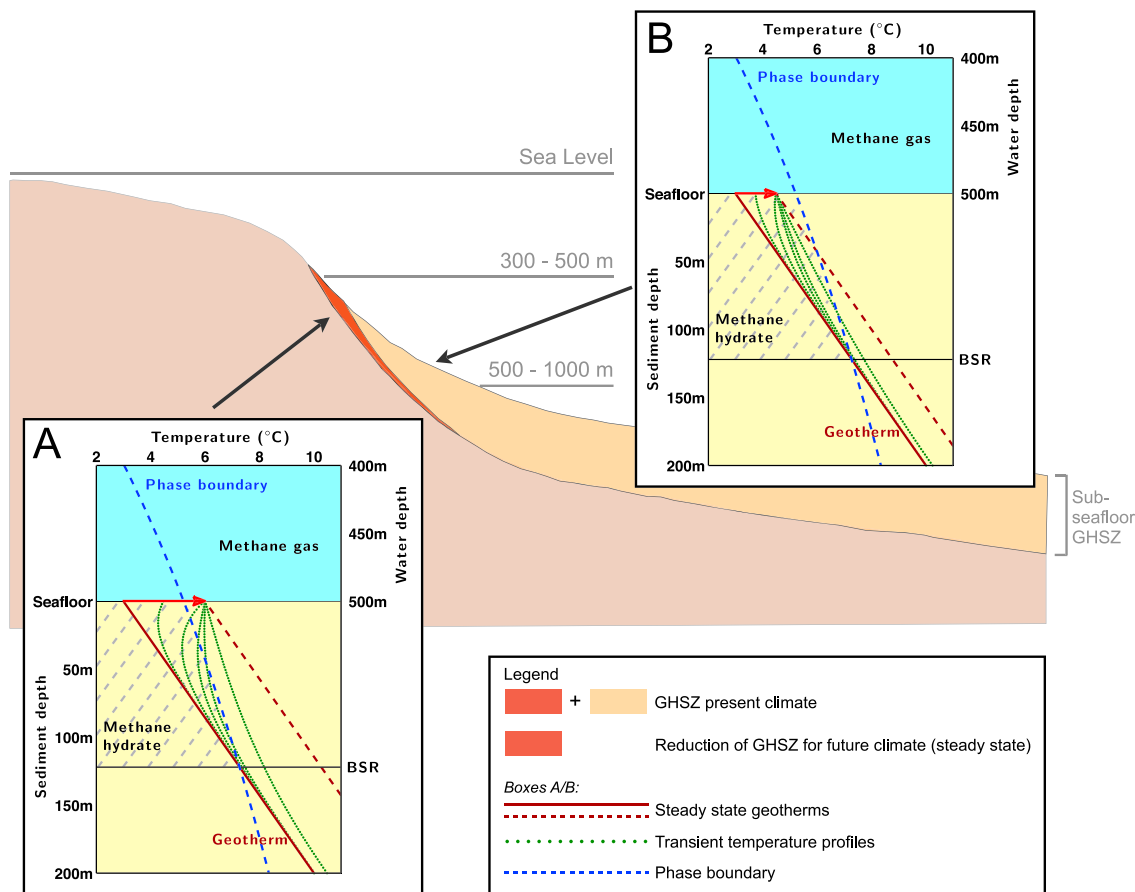 B
Temperature (°C)
2 4 6 8 10
400m
Phase boundary
Methane gas
450m
Water depth
Seafloor
500m
50m
Sediment depth
Methane
hydrate
100m
BSR
150m
Geotherm
200m
Sea Level
300 - 500 m
500 - 1000 m
Sub-
seafloor
GHSZ
A
Temperature (°C)
2 4 6 8 10
400m
Phase boundary
Methane gas
450m
Water depth
Seafloor
500m
50m
Sediment depth
Methane
hydrate
100m
BSR
150m
Geotherm
200m
Legend
+ GHSZ present climate
Reduction of GHSZ for future climate (steady state)
Boxes A/B:
Steady state geotherms
Transient temperature profiles
Phase boundary